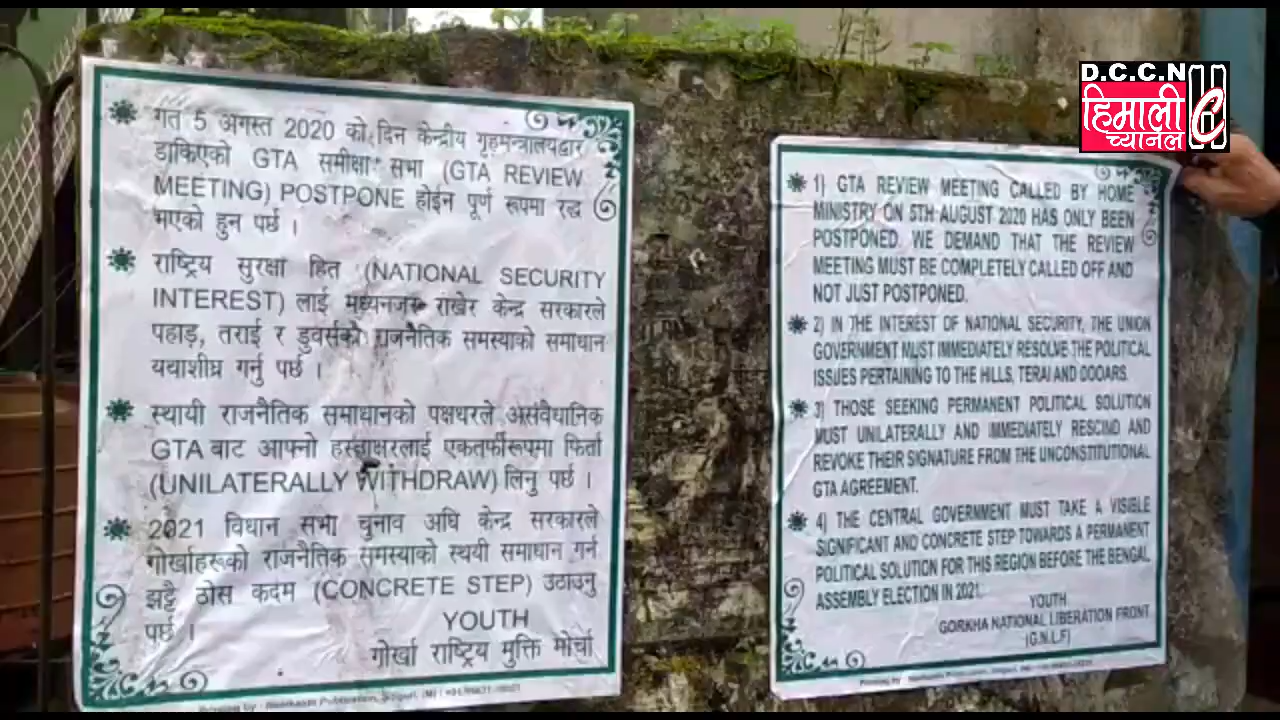 D.C.C.N
हिमाली
च्यानल
गत 5 अगस्त 2020 को दिन केन्द्रीय गृहमन्त्रालयद्वार
डाकिएको GTA समीक्षा सभा (GTA REVIEW
MEETING) POSTPONE होईन पूर्ण रूपमा रद्ध
भएको हुन पर्छ ।
राष्ट्रिय सुरक्षा हित (NATIONAL SECURITY
INTEREST) लाई मध्यनजर राखेर केन्द्र सरकारले
पहाड़, तराई र डुवर्सको राजनैतिक समस्याको समाधान
यथाशीघ्र गर्नु पर्छ ।
स्थायी राजनैतिक समाधानको पक्षधरले असंवैधानिक
GTA बाट आफ्नो हस्ताक्षरलाई एकतर्फीरूपमा फिर्ता
(UNILATERALLY WITHDRAW) लिनु पर्छ ।
2021 विधान सभा चुनाव अघि केन्द्र सरकारले
गोर्खाहरूको राजनैतिक समस्याको स्थयी समाधान गर्न
झट्टै ठोस कदम (CONCRETE STEP) उठाउनु
पर्छ ।
YOUTH
गोर्खा राष्ट्रिय मुक्ति मोर्चा
1) GTA REVIEW MEETING CALLED BY HOME
MINISTRY ON 5TH AUGUST 2020 HAS ONLY BEEN
POSTPONED. WE DEMAND THAT THE REVIEW
MEETING MUST BE COMPLETELY CALLED OFF AND
NOT JUST POSTPONED.
2) IN THE INTEREST OF NATIONAL SECURITY, THE UNION
GOVERNMENT MUST IMMEDIATELY RESOLVE THE POLITICAL
ISSUES PERTAINING TO THE HILLS, TERAI AND DOOARS.
3) THOSE SEEKING PERMANENT POLITICAL SOLUTION
MUST UNILATERALLY AND IMMEDIATELY RESCIND AND
REVOKE THEIR SIGNATURE FROM THE UNCONSTITUTIONAL
GTA AGREEMENT.
4) THE CENTRAL GOVERNMENT MUST TAKE A VISIBLE
SIGNIFICANT AND CONCRETE STEP TOWARDS A PERMANENT
POLITICAL SOLUTION FOR THIS REGION BEFORE THE BENGAL
ASSEMBLY ELECTION IN 2021.
YOUTH
GORKHA NATIONAL LIBERATION FRONT
(G.N.L.F)